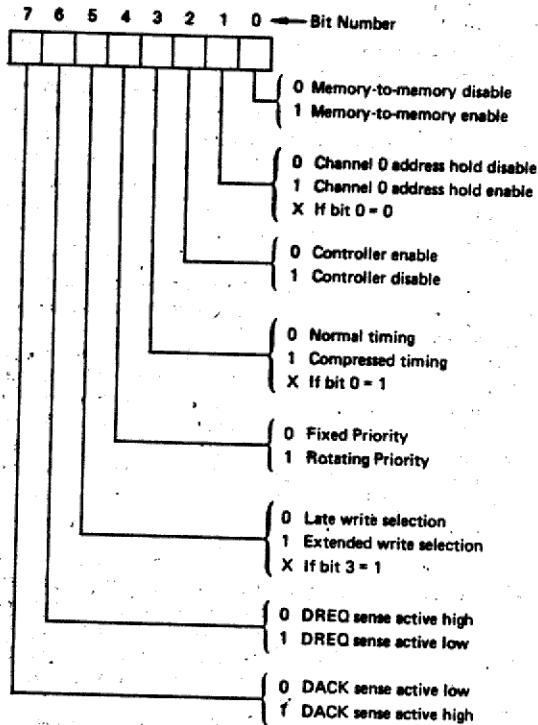 7 6 5 4 3 2 1 0 Bit Number
0 Memory-to-memory disable
1 Memory-to-memory enable
0 Channel 0 address hold disable
1 Channel 0 address hold enable
X If bit 0 = 0
0 Controller enable
1 Controller disable
0 Normal timing
1 Compressed timing
X If bit 0 = 1
0 Fixed Priority
1 Rotating Priority
0 Late write selection
1 Extended write selection
X If bit 3 = 1
0 DREQ sense active high
1 DREQ sense active low
0 DACK sense active low
1 DACK sense active high